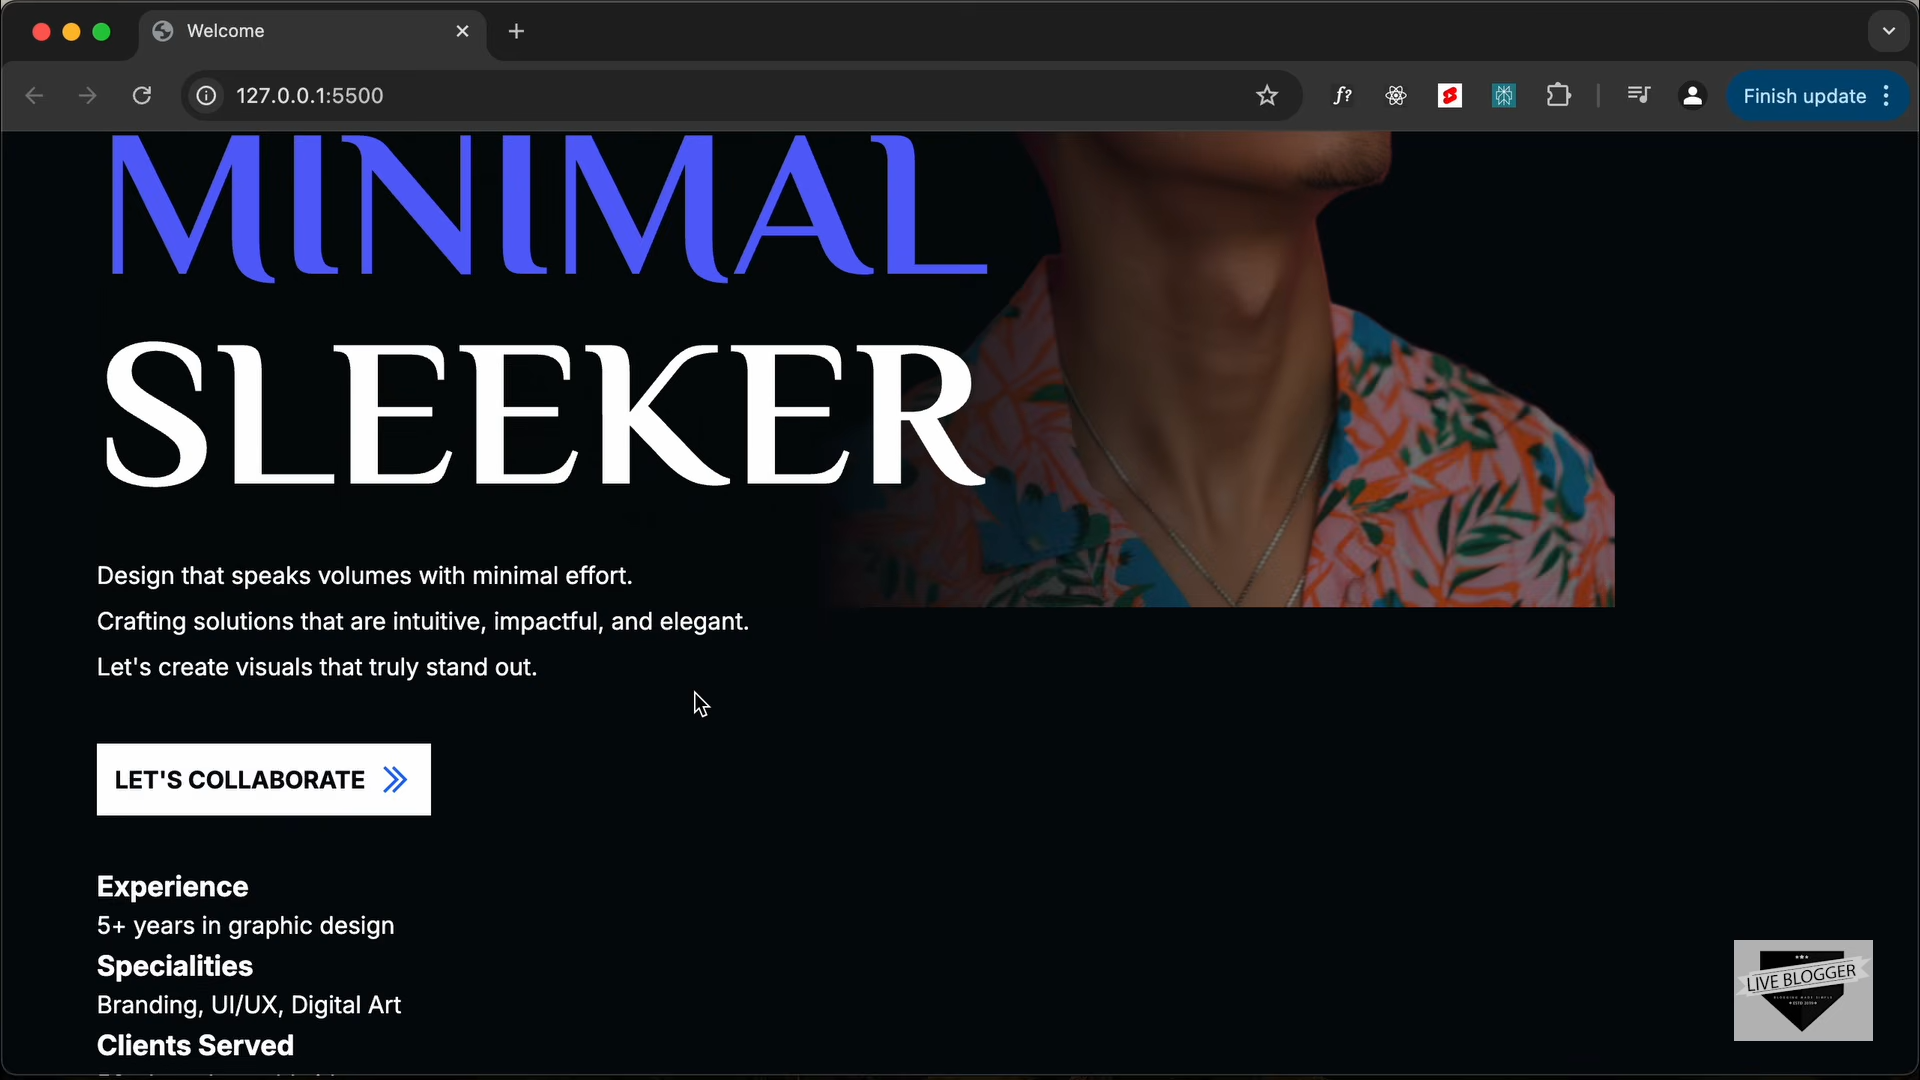 Welcome
127.0.0.1:5500
f?
Finish update
MINIMAL
SLEEKER
Design that speaks volumes with minimal effort.
Crafting solutions that are intuitive, impactful, and elegant.
Let's create visuals that truly stand out.
LET'S COLLABORATE
Experience
5+ years in graphic design
Specialities
Branding, UI/UX, Digital Art
Clients Served
LIVE BLOGGER